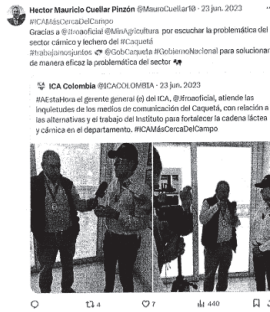 Hector Mauricio Cuellar Pinzón @MauroCuellar10 · 23 jun. 2023
#ICAMásCercaDelCampo
Gracias a @jfroaoficial @MinAgricultura por escuchar la problemática del
sector cárnico y lechero del #Caquetá
#trabajamosnjuntos @GobCaqueta #GobiernoNacional para solucionar
de manera eficaz la problemática del sector
ICA Colombia @ICACOLOMBIA · 23 jun. 2023
#AEstaHora el gerente general (e) del ICA, @jfroaoficial, atiende las
inquietudes de los medios de comunicación del Caquetá, con relación a
las alternativas y el trabajo del Instituto para fortalecer la cadena láctea
y cárnica en el departamento. #ICAMásCercaDelCampo
4
7
440